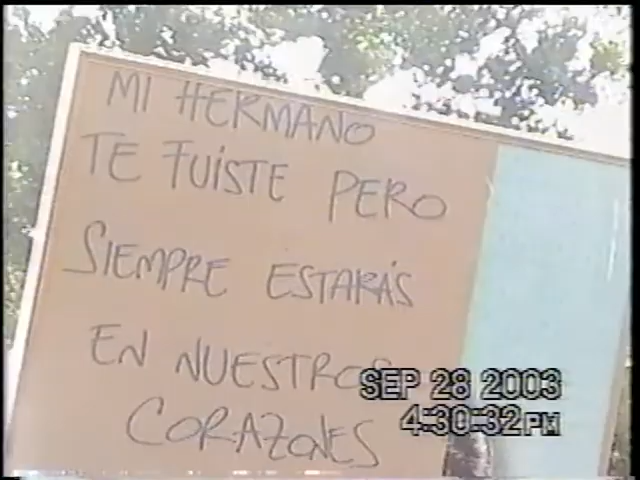 MI HERMANO
TE FUISTE PERO
SIEMPRE ESTARÁS
EN NUESTROS
CORAZONES
SEP 28 2003
4:30:32PM